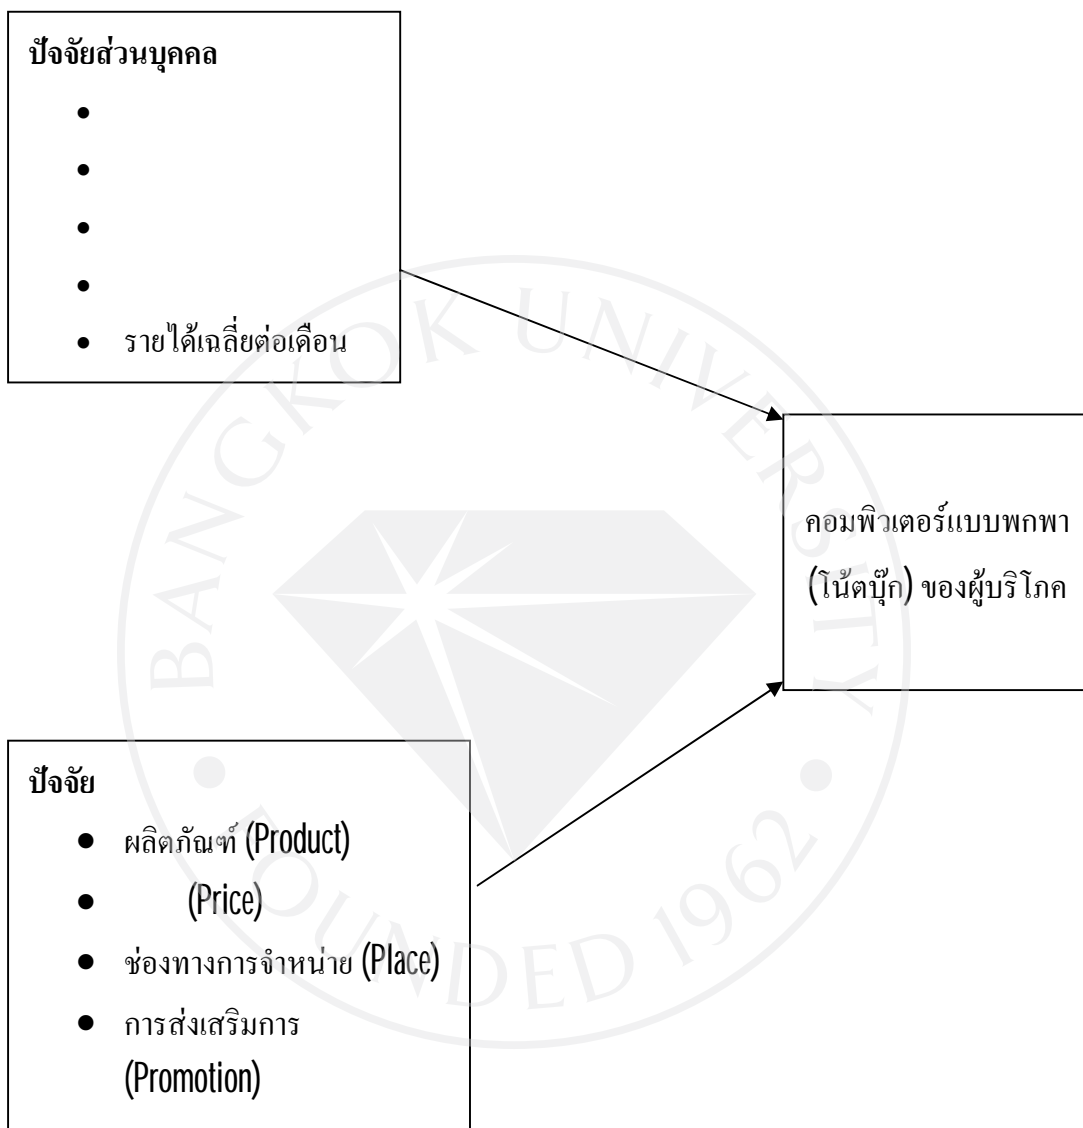 ปัจจัยส่วนบุคคล
•
•
•
•
• รายได้เฉลี่ยต่อเดือน
คอมพิวเตอร์แบบพกพา
(โน้ตบุ๊ก) ของผู้บริโภค
ปัจจัย
• ผลิตภัณฑ์ (Product)
• (Price)
• ช่องทางการจำหน่าย (Place)
• การส่งเสริมการ
(Promotion)
BANGKOK UNIVERSITY
FOUNDED 1962